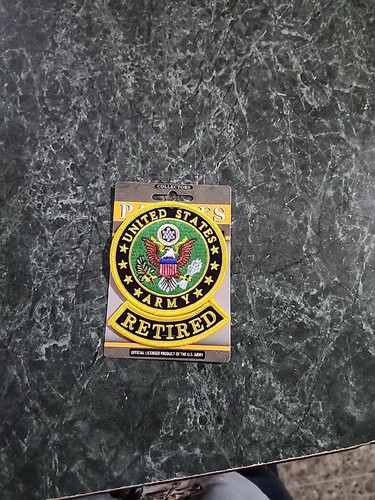 COLLECTORS
UNITED STATES
ARMY
RETIRED
OFFICIAL LICENSED PRODUCT OF THE U.S. ARMY